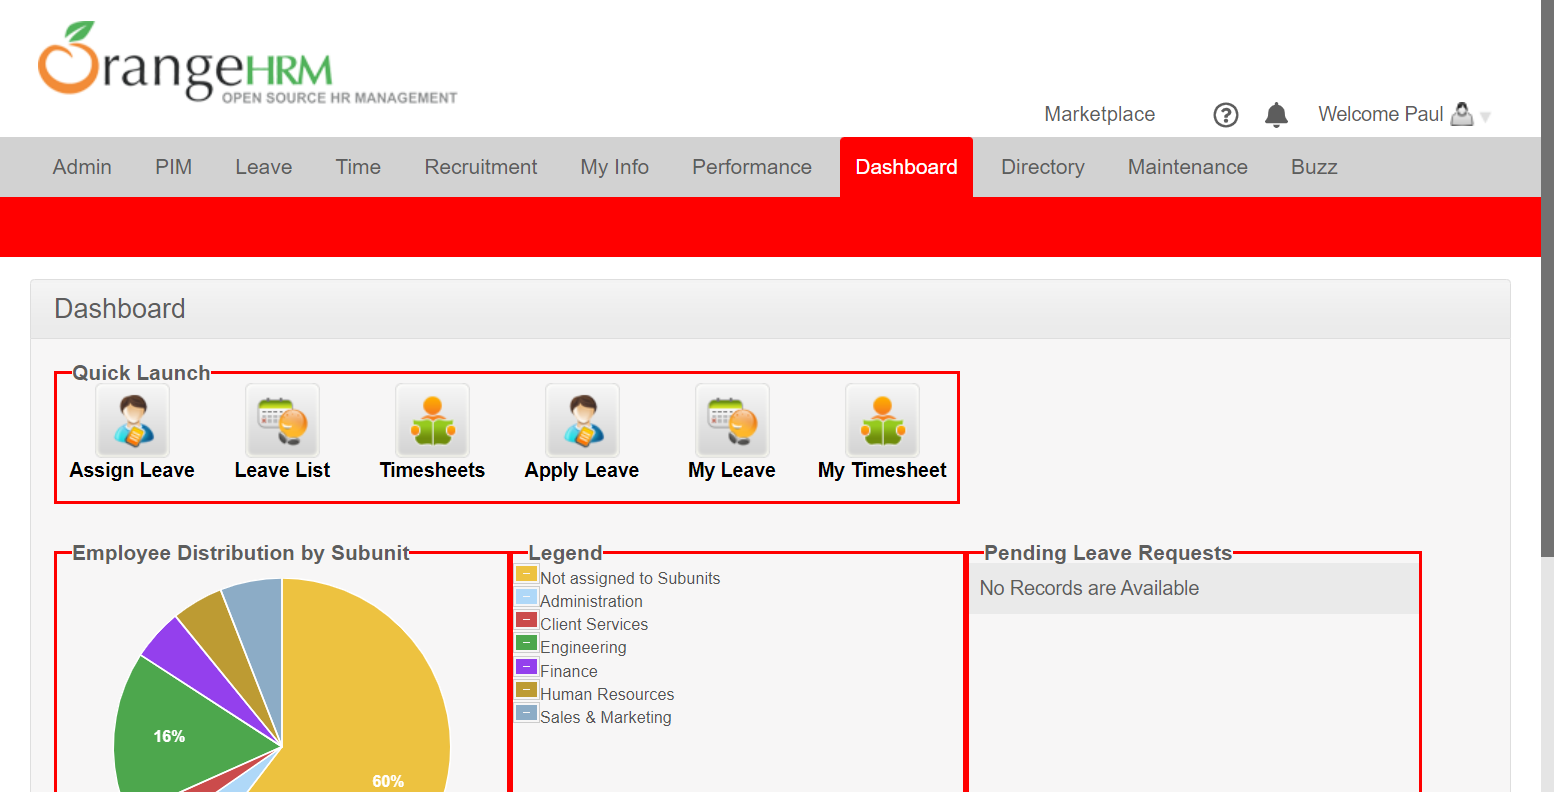 OrangeHRM
OPEN SOURCE HR MANAGEMENT
Marketplace ? Welcome Paul
Admin PIM Leave Time Recruitment My Info Performance Dashboard Directory Maintenance Buzz
Dashboard
Quick Launch
Assign Leave Leave List Timesheets Apply Leave My Leave My Timesheet
Employee Distribution by Subunit
16%
60%
Legend
Not assigned to Subunits
Administration
Client Services
Engineering
Finance
Human Resources
Sales & Marketing
Pending Leave Requests
No Records are Available